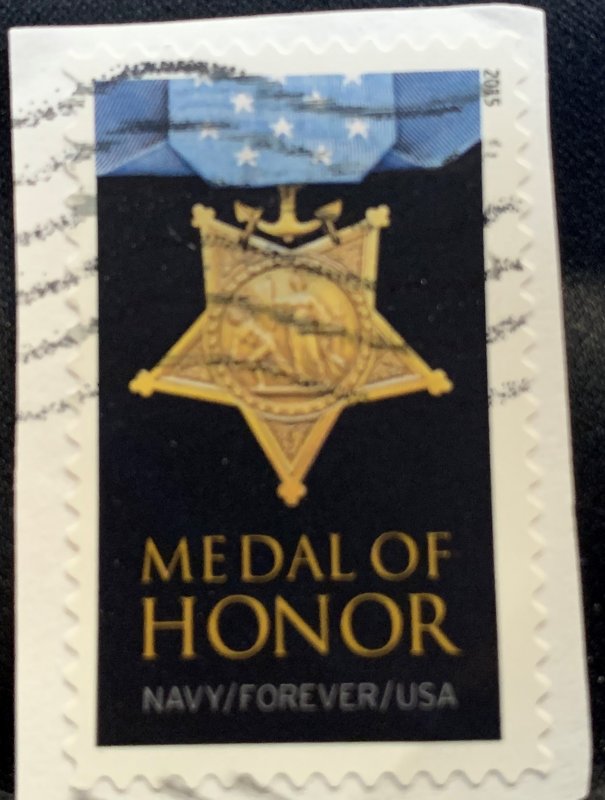 2015
MEDAL OF
HONOR
NAVY/FOREVER/USA